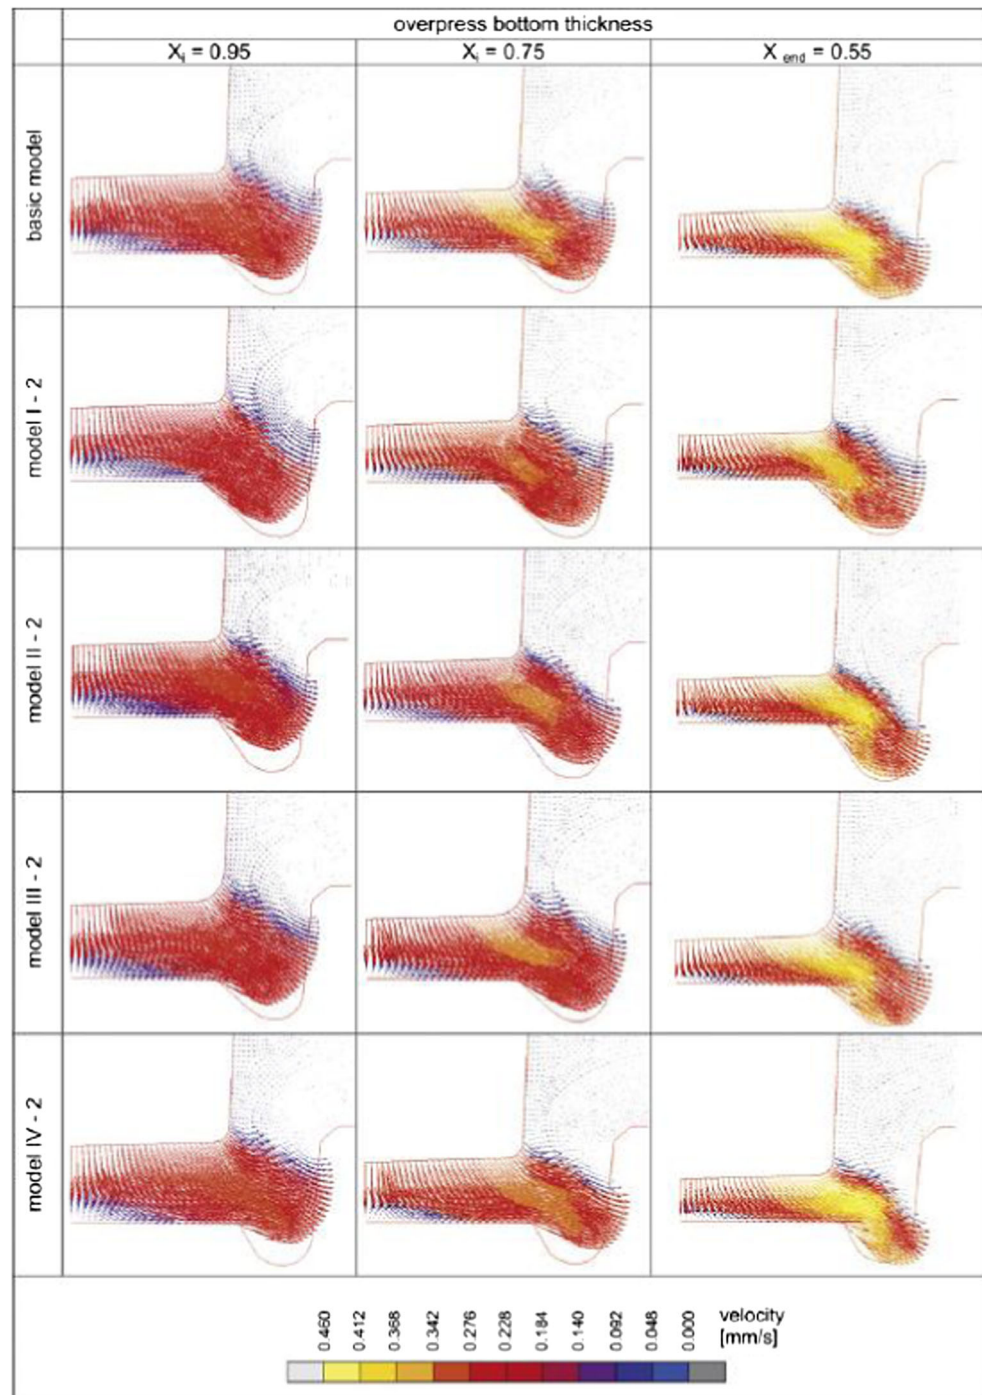 overpress bottom thickness
Xᵢ = 0.95 Xᵢ = 0.75 X end = 0.55
basic model
model I - 2
model II - 2
model III - 2
model IV - 2
0.460 0.412 0.368 0.342 0.276 0.228 0.184 0.140 0.092 0.048 0.000 velocity
[mm/s]